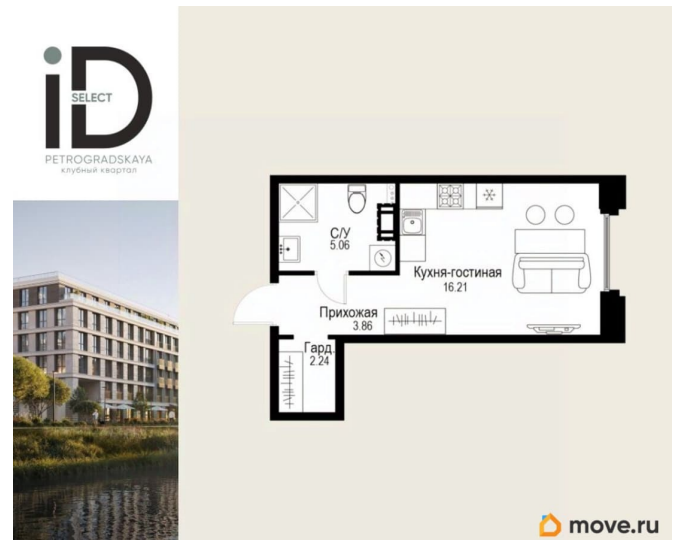 iD
SELECT
PETROGRADSKAYA
клубный квартал
С/У
5.06
Кухня-гостиная
16.21
Прихожая
3.86
Гард.
2.24
move.ru